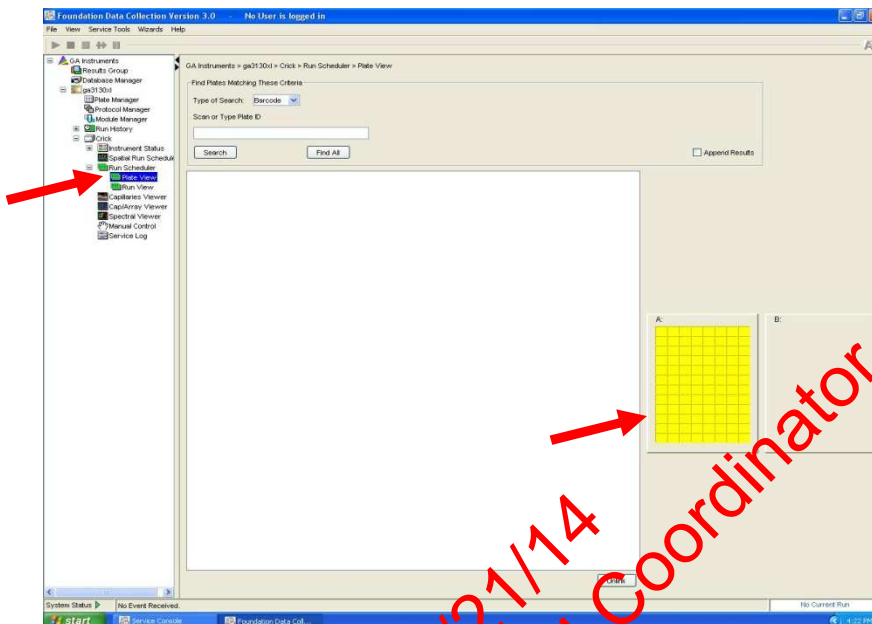 Foundation Data Collection Version 3.0 - No User is logged in
File View Service Tools Wizards Help
GA Instruments
Results Group
Database Manager
ga3130xl
Plate Manager
Protocol Manager
Module Manager
Run History
Crick
Instrument Status
Spatial Run Schedul
Run Scheduler
Plate View
Run View
Capillaries Viewer
Cap/Array Viewer
Spectral Viewer
Manual Control
Service Log
GA Instruments > ga3130xl > Crick > Run Scheduler > Plate View
Find Plates Matching These Criteria
Type of Search: Barcode
Scan or Type Plate ID
Search Find All Append Results
A: B:
21/14
Coordinator
System Status No Event Received. No Current Run
start Service Console Foundation Data Coll... 4:22 PM